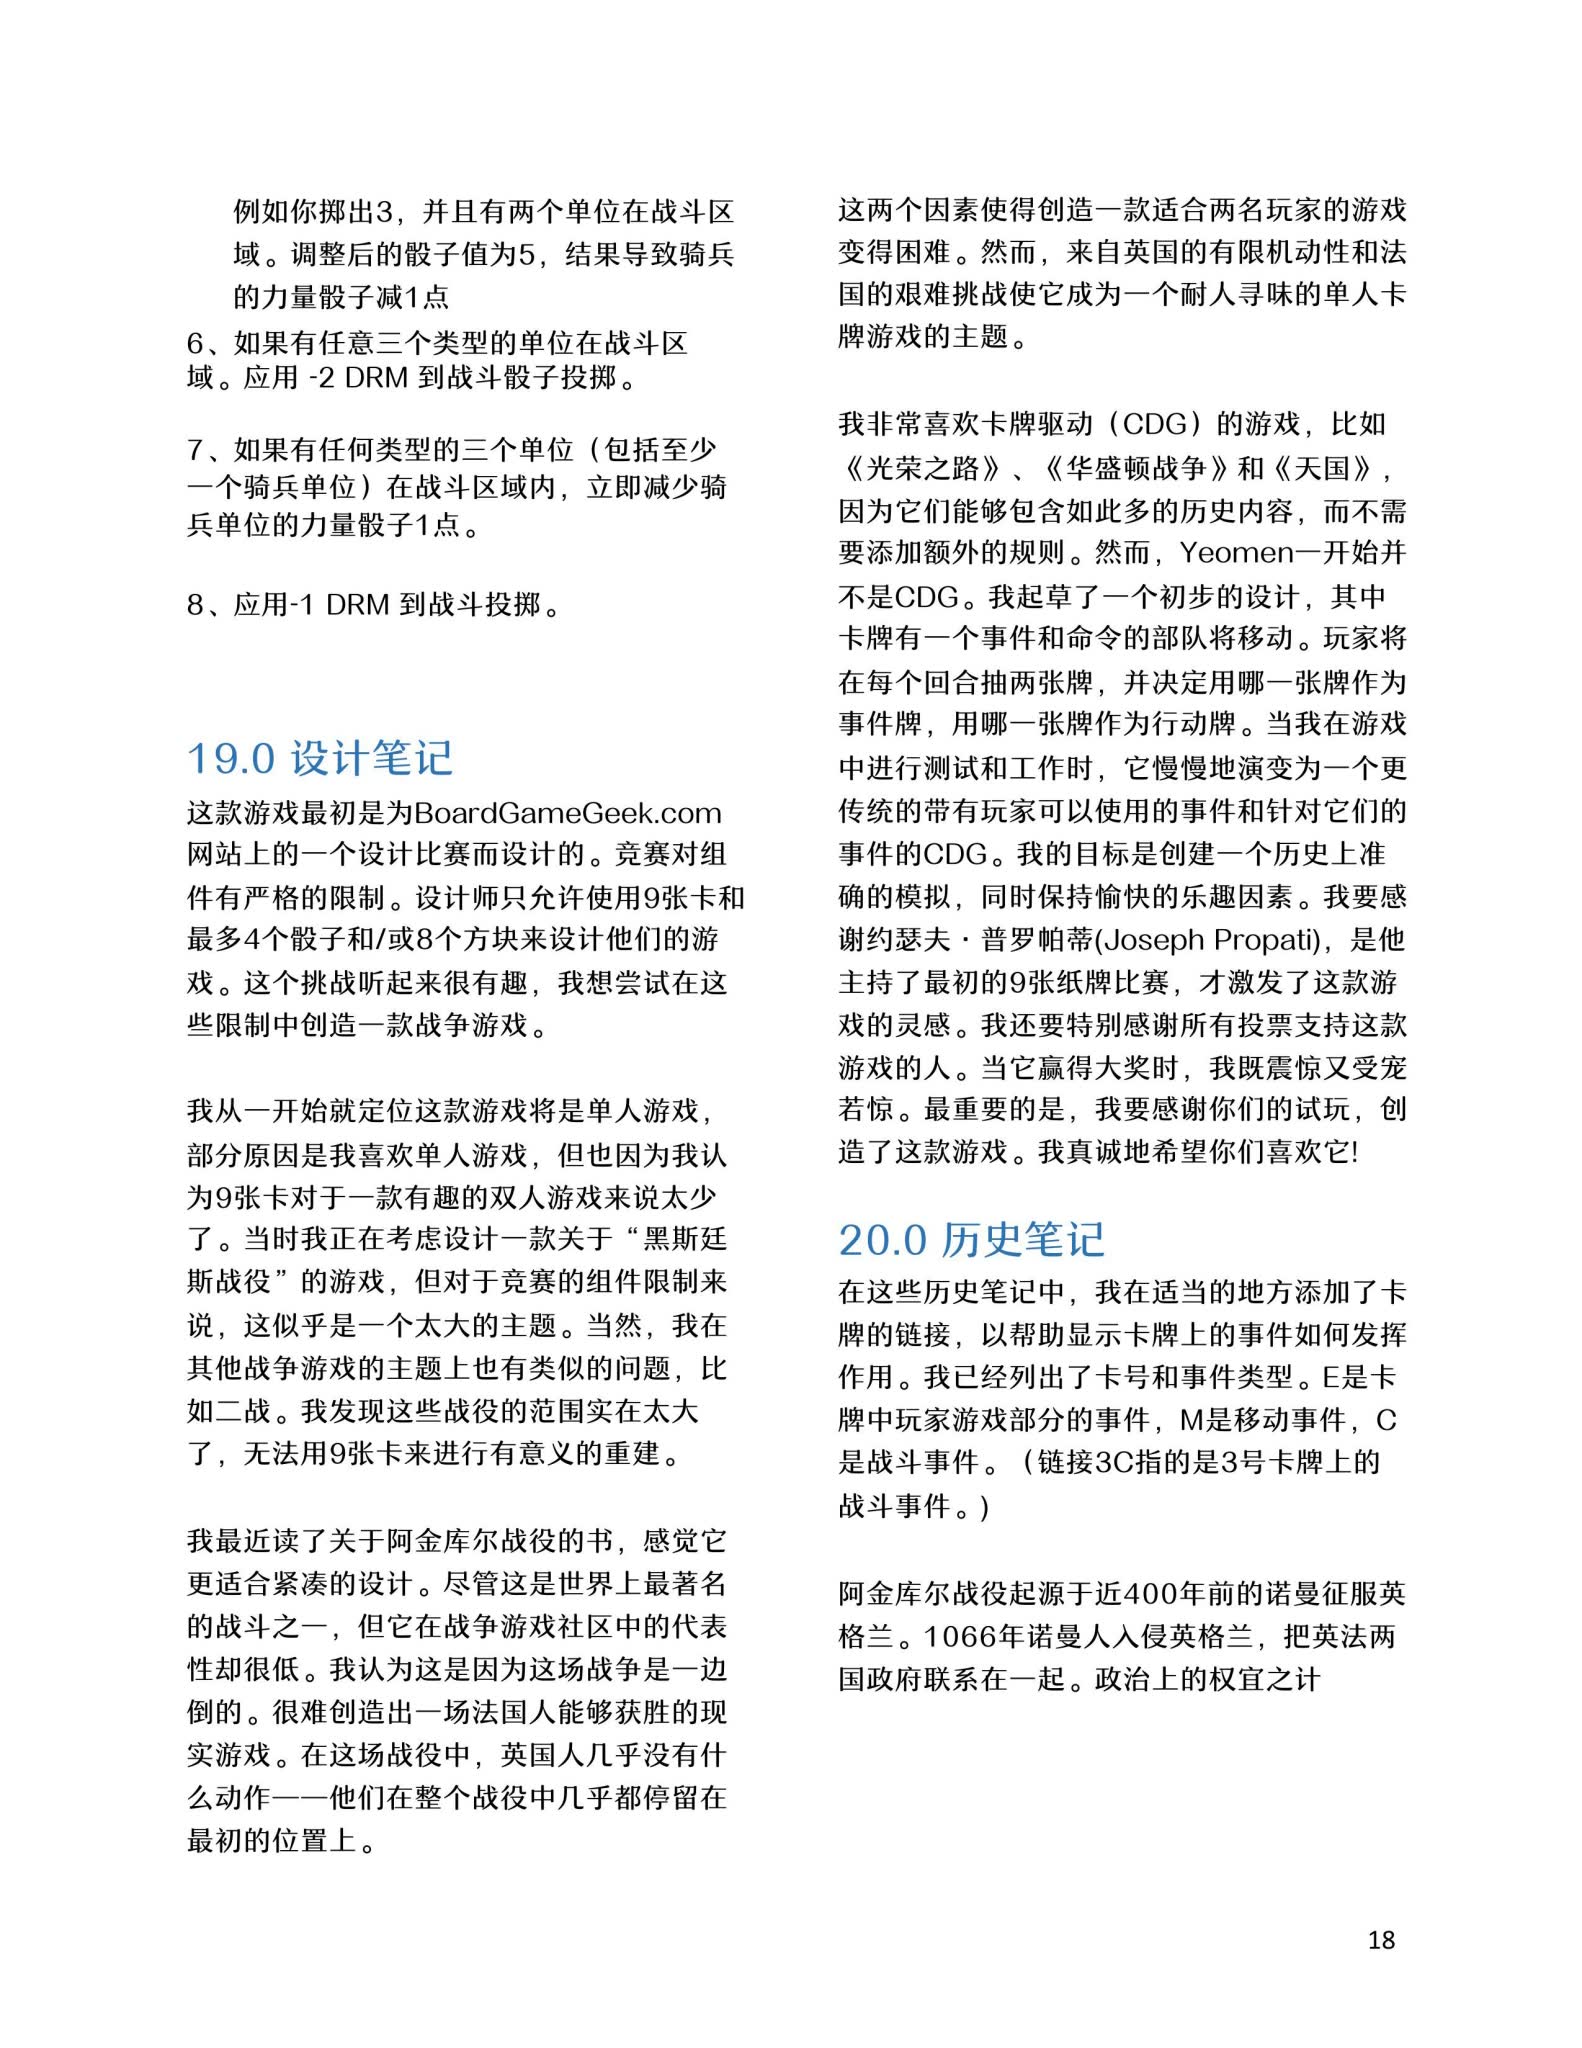 例如你掷出3，并且有两个单位在战斗区
域。调整后的骰子值为5，结果导致骑兵
的力量骰子减1点
6、如果有任意三个类型的单位在战斗区
域。应用 -2 DRM 到战斗骰子投掷。
7、如果有任何类型的三个单位（包括至少
一个骑兵单位）在战斗区域内，立即减少骑
兵单位的力量骰子1点。
8、应用-1 DRM 到战斗投掷。
19.0 设计笔记
这款游戏最初是为BoardGameGeek.com
网站上的一个设计比赛而设计的。竞赛对组
件有严格的限制。设计师只允许使用9张卡和
最多4个骰子和/或8个方块来设计他们的游
戏。这个挑战听起来很有趣，我想尝试在这
些限制中创造一款战争游戏。
我从一开始就定位这款游戏将是单人游戏，
部分原因是我喜欢单人游戏，但也因为我认
为9张卡对于一款有趣的双人游戏来说太少
了。当时我正在考虑设计一款关于“黑斯廷
斯战役”的游戏，但对于竞赛的组件限制来
说，这似乎是一个太大的主题。当然，我在
其他战争游戏的主题上也有类似的问题，比
如二战。我发现这些战役的范围实在太大
了，无法用9张卡来进行有意义的重建。
我最近读了关于阿金库尔战役的书，感觉它
更适合紧凑的设计。尽管这是世界上最著名
的战斗之一，但它在战争游戏社区中的代表
性却很低。我认为这是因为这场战争是一边
倒的。很难创造出一场法国人能够获胜的现
实游戏。在这场战役中，英国人几乎没有什
么动作——他们在整个战役中几乎都停留在
最初的位置上。
这两个因素使得创造一款适合两名玩家的游戏
变得困难。然而，来自英国的有限机动性和法
国的艰难挑战使它成为一个耐人寻味的单人卡
牌游戏的主题。
我非常喜欢卡牌驱动（CDG）的游戏，比如
《光荣之路》、《华盛顿战争》和《天国》，
因为它们能够包含如此多的历史内容，而不需
要添加额外的规则。然而，Yeomen一开始并
不是CDG。我起草了一个初步的设计，其中
卡牌有一个事件和命令的部队将移动。玩家将
在每个回合抽两张牌，并决定用哪一张牌作为
事件牌，用哪一张牌作为行动牌。当我在游戏
中进行测试和工作时，它慢慢地演变为一个更
传统的带有玩家可以使用的事件和针对它们的
事件的CDG。我的目标是创建一个历史上准
确的模拟，同时保持愉快的乐趣因素。我要感
谢约瑟夫·普罗帕蒂(Joseph Propati)，是他
主持了最初的9张纸牌比赛，才激发了这款游
戏的灵感。我还要特别感谢所有投票支持这款
游戏的人。当它赢得大奖时，我既震惊又受宠
若惊。最重要的是，我要感谢你们的试玩，创
造了这款游戏。我真诚地希望你们喜欢它!
20.0 历史笔记
在这些历史笔记中，我在适当的地方添加了卡
牌的链接，以帮助显示卡牌上的事件如何发挥
作用。我已经列出了卡号和事件类型。E是卡
牌中玩家游戏部分的事件，M是移动事件，C
是战斗事件。（链接3C指的是3号卡牌上的
战斗事件。)
阿金库尔战役起源于近400年前的诺曼征服英
格兰。1066年诺曼人入侵英格兰，把英法两
国政府联系在一起。政治上的权宜之计
18